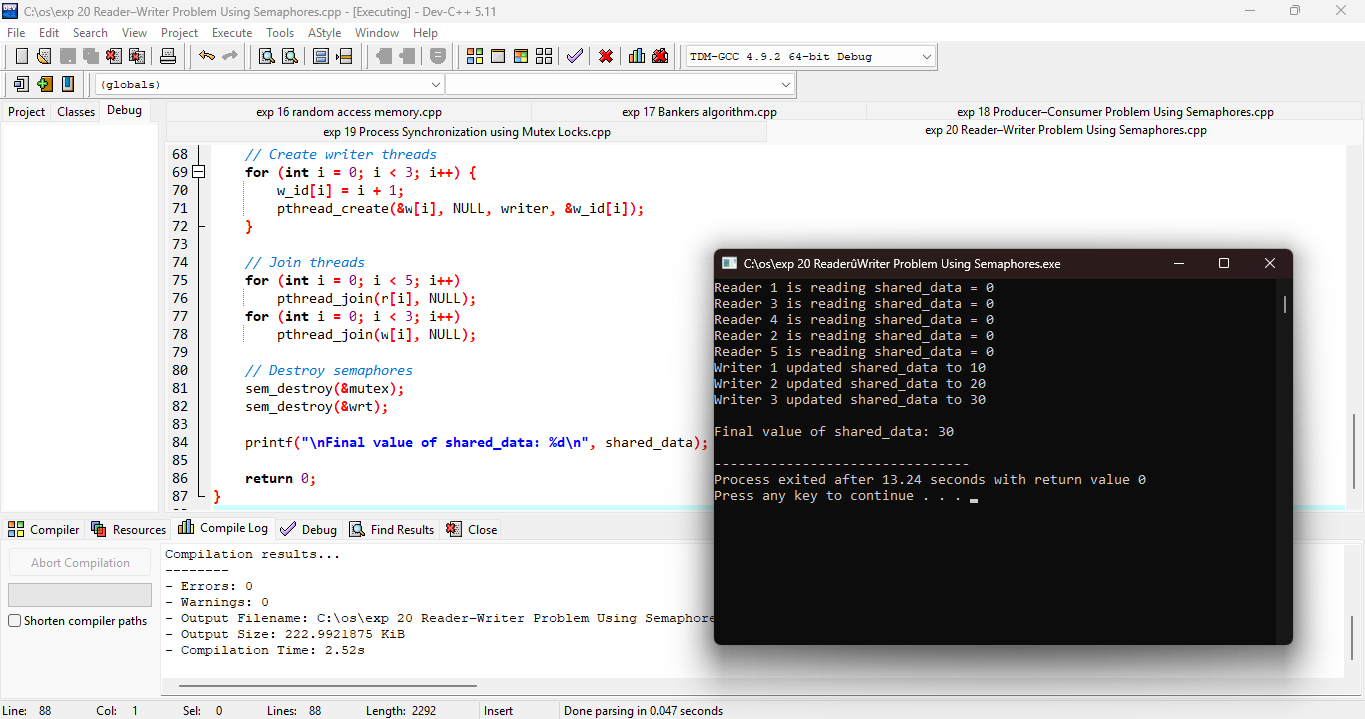 C:\os\exp 20 Reader–Writer Problem Using Semaphores.cpp - [Executing] - Dev-C++ 5.11
File Edit Search View Project Execute Tools AStyle Window Help
TDM-GCC 4.9.2 64-bit Debug
(globals)
Project Classes Debug
exp 16 random access memory.cpp exp 17 Bankers algorithm.cpp exp 18 Producer–Consumer Problem Using Semaphores.cpp
exp 19 Process Synchronization using Mutex Locks.cpp exp 20 Reader–Writer Problem Using Semaphores.cpp
68 // Create writer threads
69 for (int i = 0; i < 3; i++) {
70 w_id[i] = i + 1;
71 pthread_create(&w[i], NULL, writer, &w_id[i]);
72 }
73
74 // Join threads
75 for (int i = 0; i < 5; i++)
76 pthread_join(r[i], NULL);
77 for (int i = 0; i < 3; i++)
78 pthread_join(w[i], NULL);
79
80 // Destroy semaphores
81 sem_destroy(&mutex);
82 sem_destroy(&wrt);
83
84 printf("\nFinal value of shared_data: %d\n", shared_data);
85
86 return 0;
87 }
C:\os\exp 20 ReaderûWriter Problem Using Semaphores.exe
Reader 1 is reading shared_data = 0
Reader 3 is reading shared_data = 0
Reader 4 is reading shared_data = 0
Reader 2 is reading shared_data = 0
Reader 5 is reading shared_data = 0
Writer 1 updated shared_data to 10
Writer 2 updated shared_data to 20
Writer 3 updated shared_data to 30
Final value of shared_data: 30
--------------------------------
Process exited after 13.24 seconds with return value 0
Press any key to continue . . .
Compiler Resources Compile Log Debug Find Results Close
Abort Compilation
Shorten compiler paths
Compilation results...
--------
- Errors: 0
- Warnings: 0
- Output Filename: C:\os\exp 20 Reader-Writer Problem Using Semaphore
- Output Size: 222.9921875 KiB
- Compilation Time: 2.52s
Line: 88 Col: 1 Sel: 0 Lines: 88 Length: 2292 Insert Done parsing in 0.047 seconds